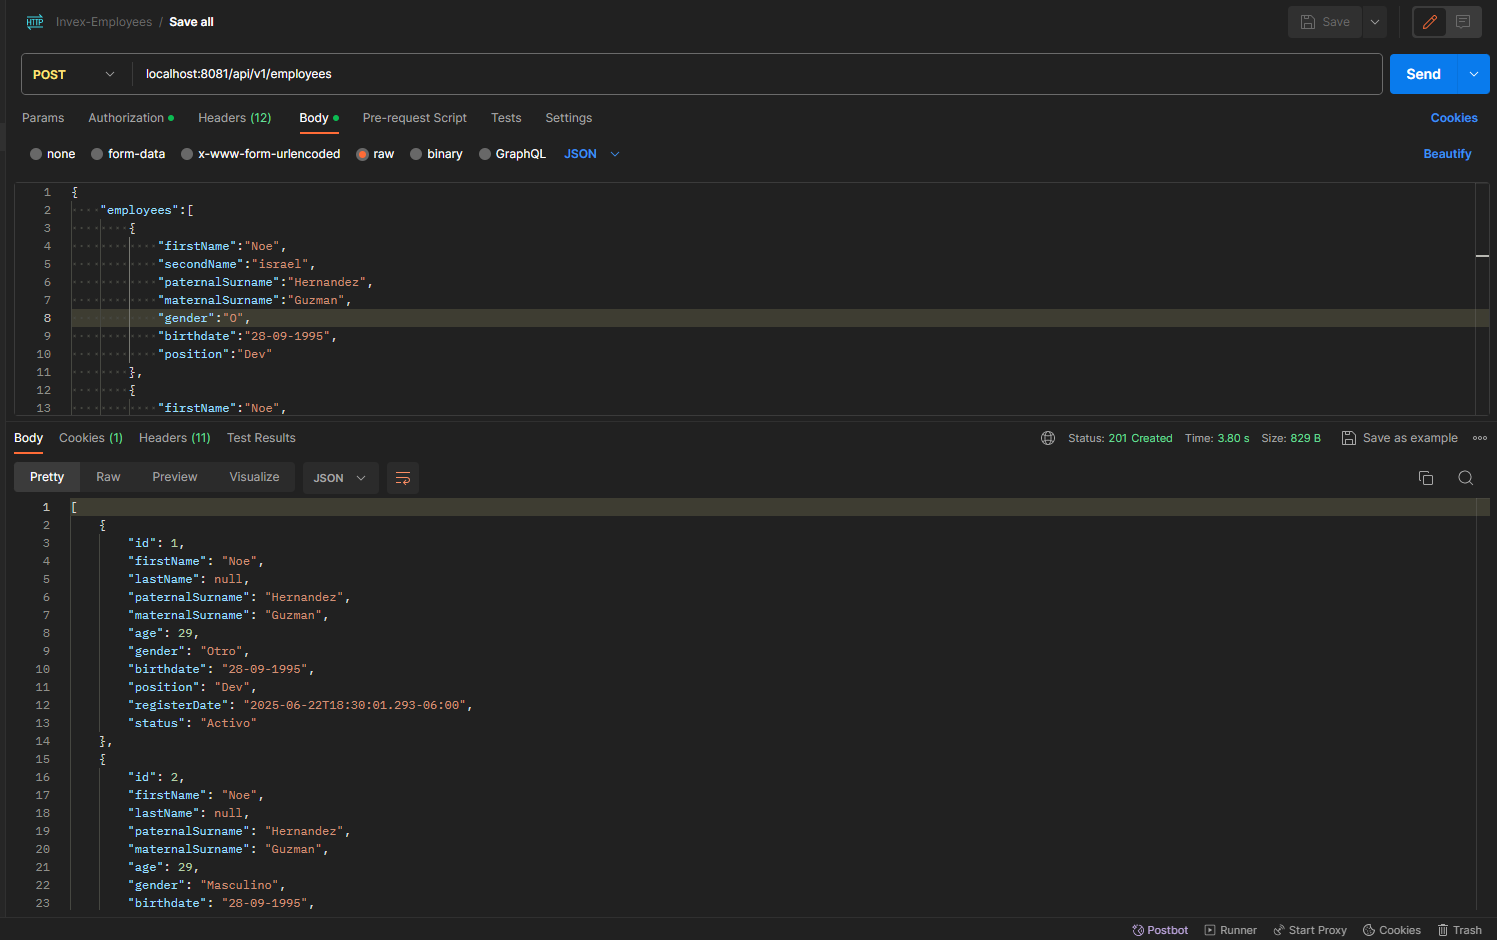 HTTP Invex-Employees / Save all Save
POST localhost:8081/api/v1/employees Send
Params Authorization Headers (12) Body Pre-request Script Tests Settings Cookies
none form-data x-www-form-urlencoded raw binary GraphQL JSON Beautify
1 {
2 "employees":[
3 {
4 "firstName":"Noe",
5 "secondName":"israel",
6 "paternalSurname":"Hernandez",
7 "maternalSurname":"Guzman",
8 "gender":"O",
9 "birthdate":"28-09-1995",
10 "position":"Dev"
11 },
12 {
13 "firstName":"Noe",
Body Cookies (1) Headers (11) Test Results Status: 201 Created Time: 3.80 s Size: 829 B Save as example
Pretty Raw Preview Visualize JSON
1 [
2 {
3 "id": 1,
4 "firstName": "Noe",
5 "lastName": null,
6 "paternalSurname": "Hernandez",
7 "maternalSurname": "Guzman",
8 "age": 29,
9 "gender": "Otro",
10 "birthdate": "28-09-1995",
11 "position": "Dev",
12 "registerDate": "2025-06-22T18:30:01.293-06:00",
13 "status": "Activo"
14 },
15 {
16 "id": 2,
17 "firstName": "Noe",
18 "lastName": null,
19 "paternalSurname": "Hernandez",
20 "maternalSurname": "Guzman",
21 "age": 29,
22 "gender": "Masculino",
23 "birthdate": "28-09-1995",
Postbot Runner Start Proxy Cookies Trash